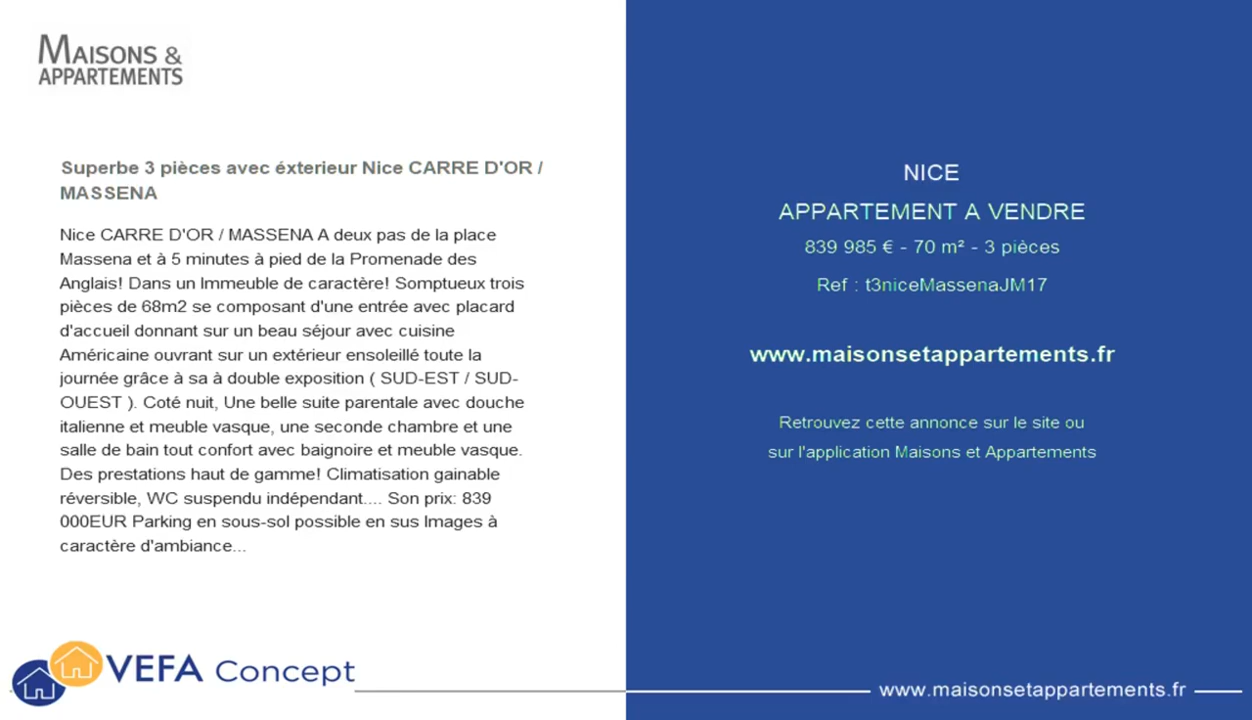 MAISONS &
APPARTEMENTS
Superbe 3 pièces avec éxterieur Nice CARRE D'OR /
MASSENA
Nice CARRE D'OR / MASSENA A deux pas de la place
Massena et à 5 minutes à pied de la Promenade des
Anglais! Dans un Immeuble de caractère! Somptueux trois
pièces de 68m2 se composant d'une entrée avec placard
d'accueil donnant sur un beau séjour avec cuisine
Américaine ouvrant sur un extérieur ensoleillé toute la
journée grâce à sa à double exposition ( SUD-EST / SUD-
OUEST ). Coté nuit, Une belle suite parentale avec douche
italienne et meuble vasque, une seconde chambre et une
salle de bain tout confort avec baignoire et meuble vasque.
Des prestations haut de gamme! Climatisation gainable
réversible, WC suspendu indépendant.... Son prix: 839
000EUR Parking en sous-sol possible en sus Images à
caractère d'ambiance...
VEFA Concept
NICE
APPARTEMENT A VENDRE
839 985 € - 70 m² - 3 pièces
Ref : t3niceMassenaJM17
www.maisonsetappartements.fr
Retrouvez cette annonce sur le site ou
sur l'application Maisons et Appartements
www.maisonsetappartements.fr